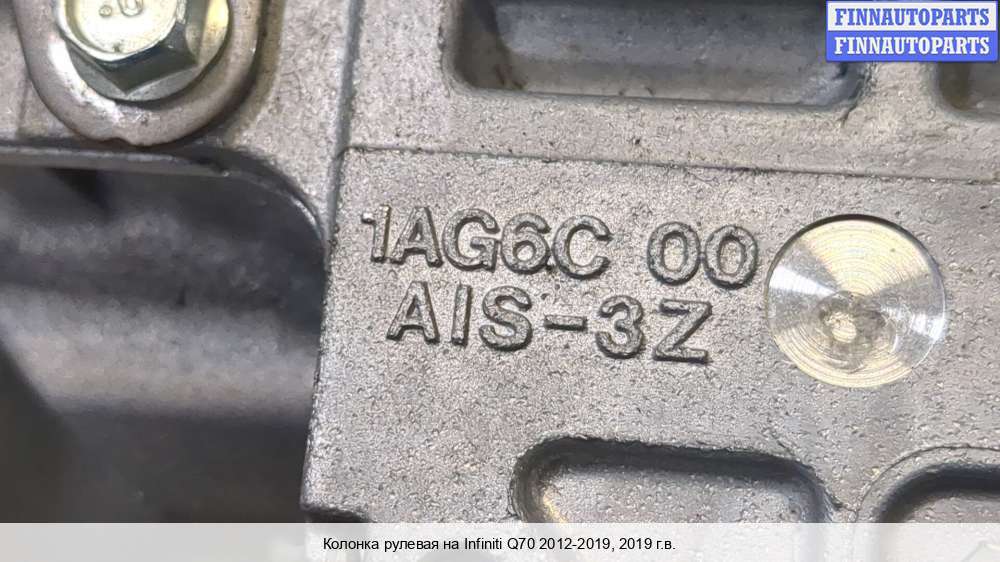 FINNAUTOPARTS
FINNAUTOPARTS
1AG6C 00
AIS-3Z
Колонка рулевая на Infiniti Q70 2012-2019, 2019 г.в.